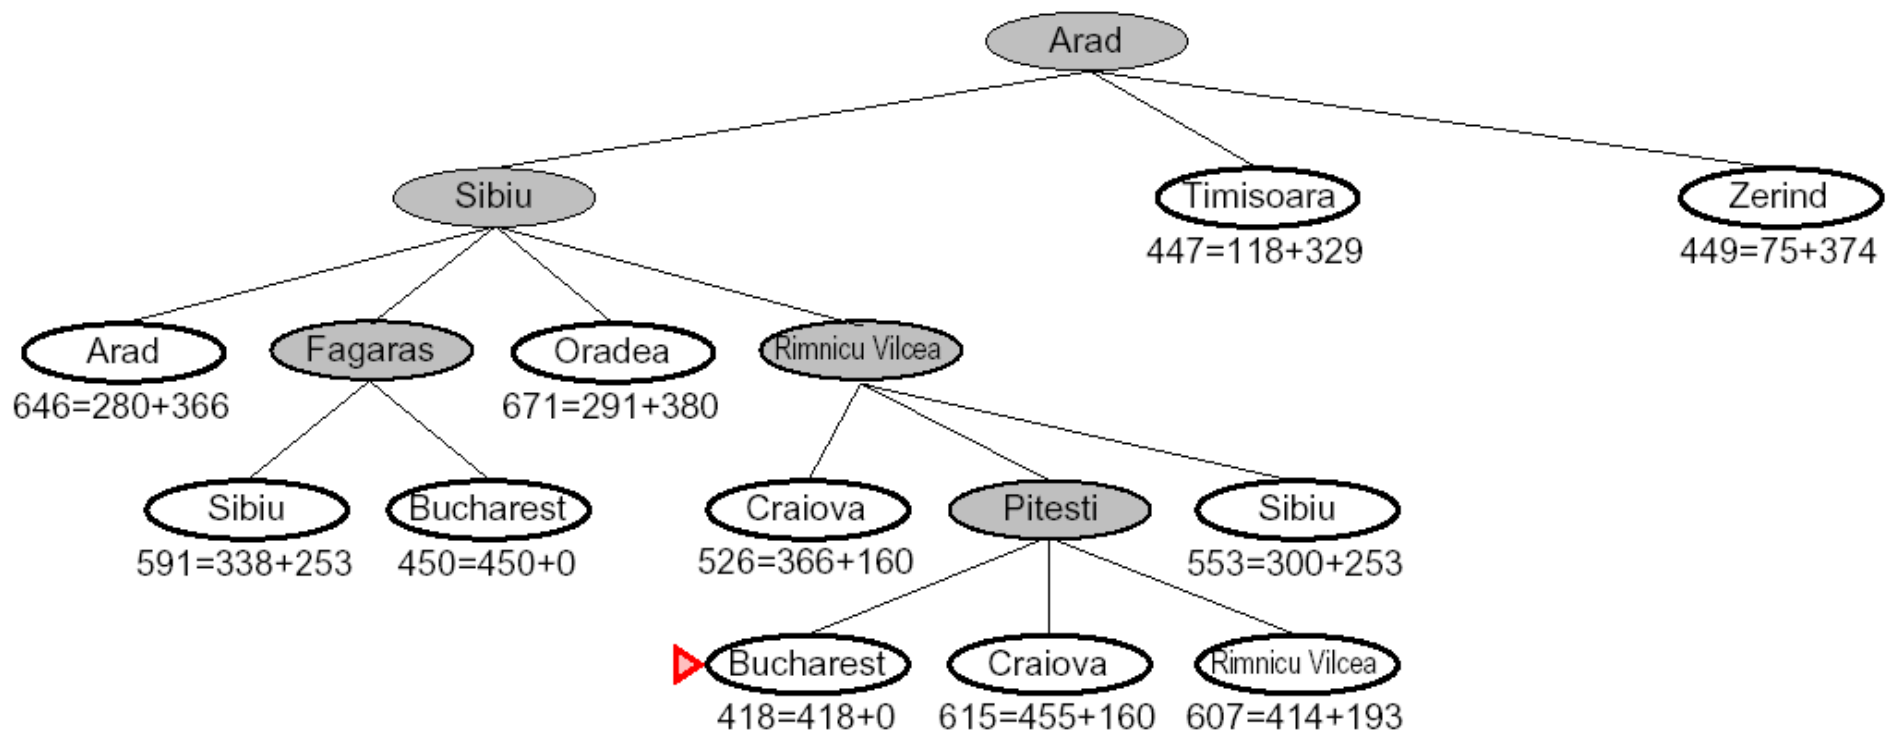 Arad
Sibiu
Timisoara
Zerind
447=118+329
449=75+374
Arad
Fagaras
Oradea
Rimnicu Vilcea
646=280+366
671=291+380
Sibiu
Bucharest
Craiova
Pitesti
Sibiu
591=338+253
450=450+0
526=366+160
553=300+253
Bucharest
Craiova
Rimnicu Vilcea
418=418+0
615=455+160
607=414+193